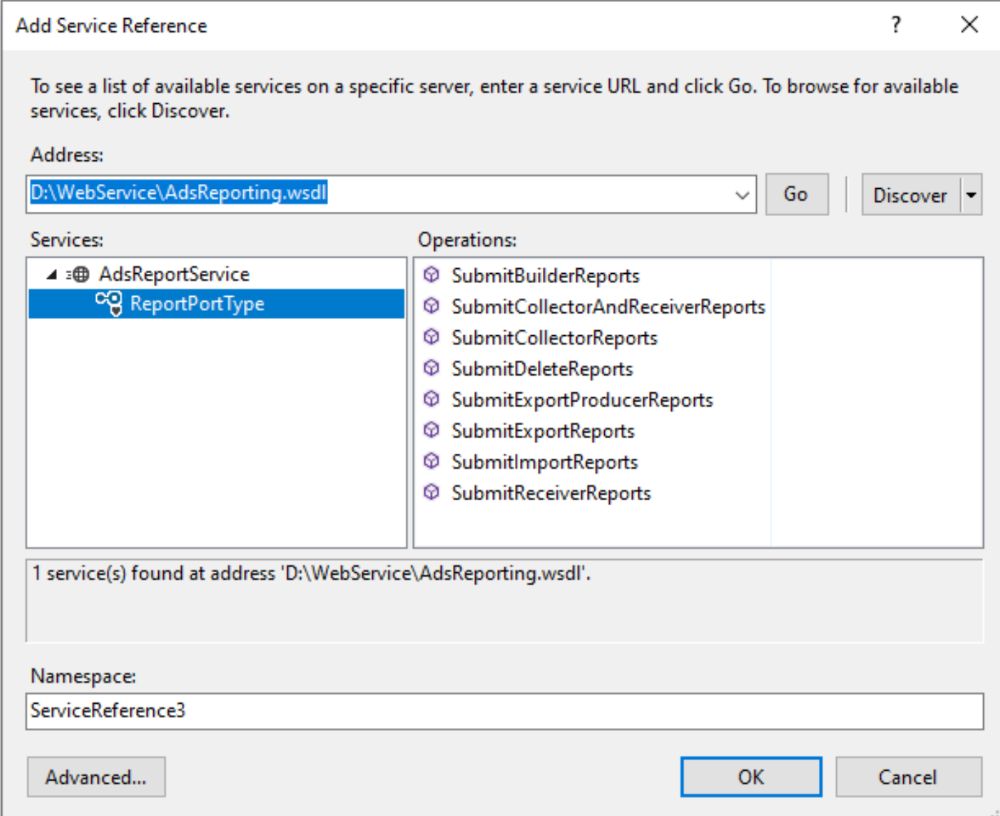 Add Service Reference
?
To see a list of available services on a specific server, enter a service URL and click Go. To browse for available
services, click Discover.
Address:
D:\WebService\AdsReporting.wsdl
Go
Discover
Services:
Operations:
AdsReportService
ReportPortType
SubmitBuilderReports
SubmitCollectorAndReceiverReports
SubmitCollectorReports
SubmitDeleteReports
SubmitExportProducerReports
SubmitExportReports
SubmitImportReports
SubmitReceiverReports
1 service(s) found at address 'D:\WebService\AdsReporting.wsdl'.
Namespace:
ServiceReference3
Advanced...
OK
Cancel